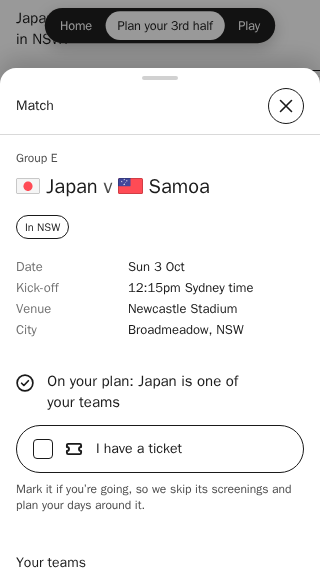 Japa
in NSW
Home
Plan your 3rd half
Play
Match
Group E
Japan v Samoa
In NSW
Date Sun 3 Oct
Kick-off 12:15pm Sydney time
Venue Newcastle Stadium
City Broadmeadow, NSW
On your plan: Japan is one of
your teams
I have a ticket
Mark it if you're going, so we skip its screenings and
plan your days around it.
Your teams